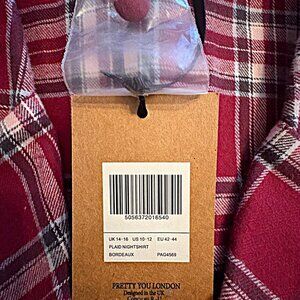 5056372016540
UK 14-16 US 10-12 EU 42-44
PLAID NIGHTSHIRT
BORDEAUX PAG4569
PRETTY YOU LONDON
Designed in the UK